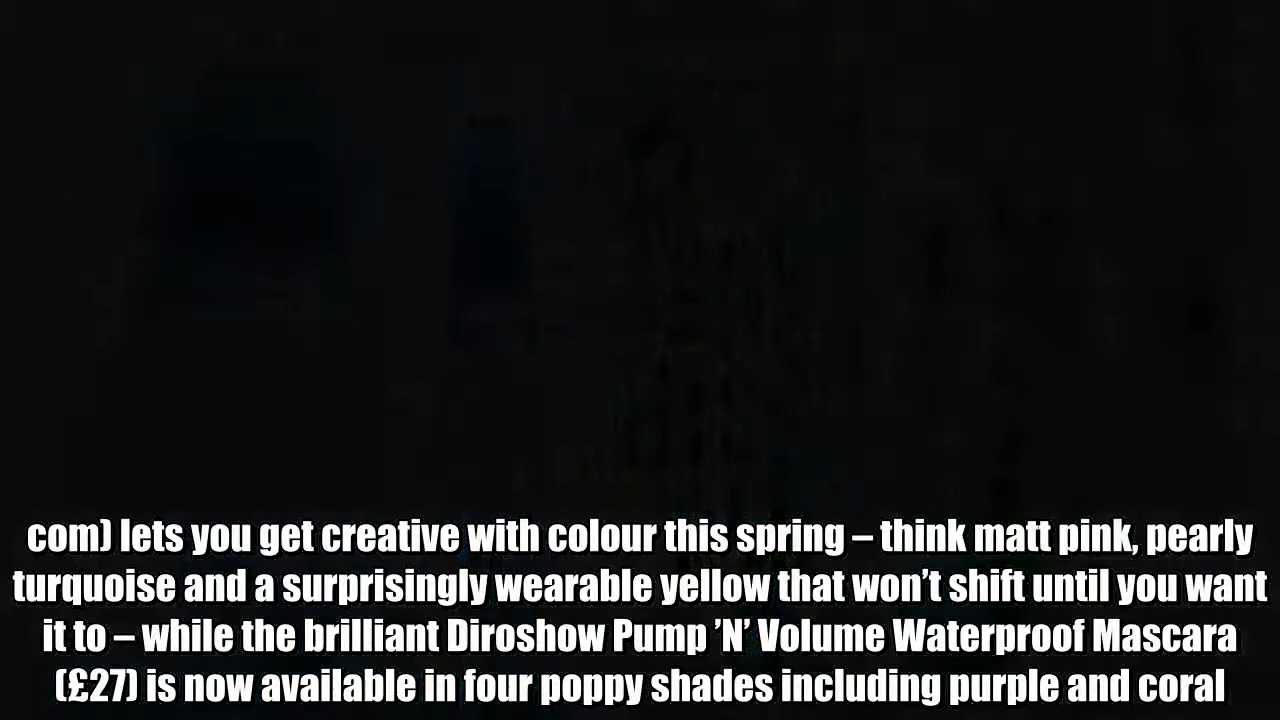 com) lets you get creative with colour this spring – think matt pink, pearly
turquoise and a surprisingly wearable yellow that won’t shift until you want
it to – while the brilliant Diroshow Pump ’N’ Volume Waterproof Mascara
(£27) is now available in four poppy shades including purple and coral